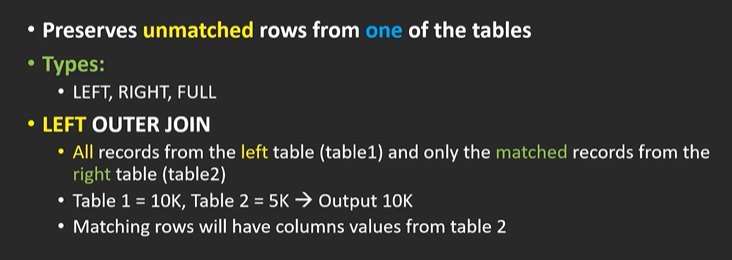 • Preserves unmatched rows from one of the tables
• Types:
• LEFT, RIGHT, FULL
• LEFT OUTER JOIN
• All records from the left table (table1) and only the matched records from the
right table (table2)
• Table 1 = 10K, Table 2 = 5K → Output 10K
• Matching rows will have columns values from table 2